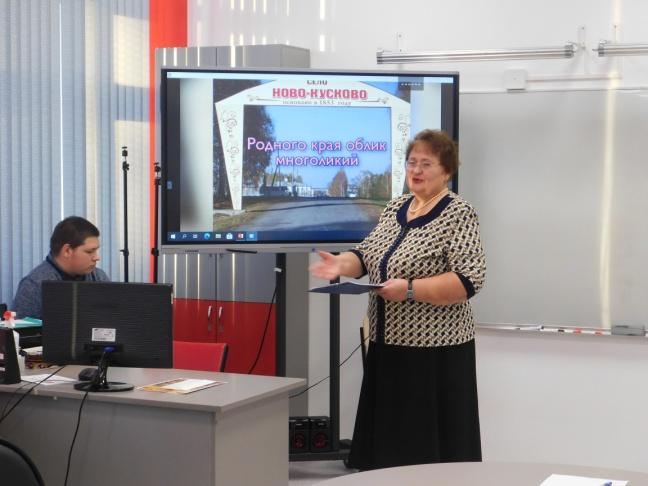 СЕЛО
НОВО-КУСКОВО
основано в 1853 году
Родного края облик
многоликий